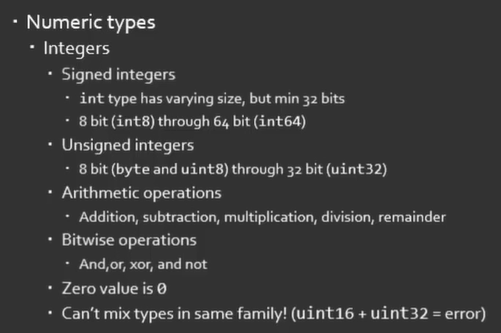 Numeric types
Integers
Signed integers
int type has varying size, but min 32 bits
8 bit (int8) through 64 bit (int64)
Unsigned integers
8 bit (byte and uint8) through 32 bit (uint32)
Arithmetic operations
Addition, subtraction, multiplication, division, remainder
Bitwise operations
And,or, xor, and not
Zero value is 0
Can't mix types in same family! (uint16 + uint32 = error)